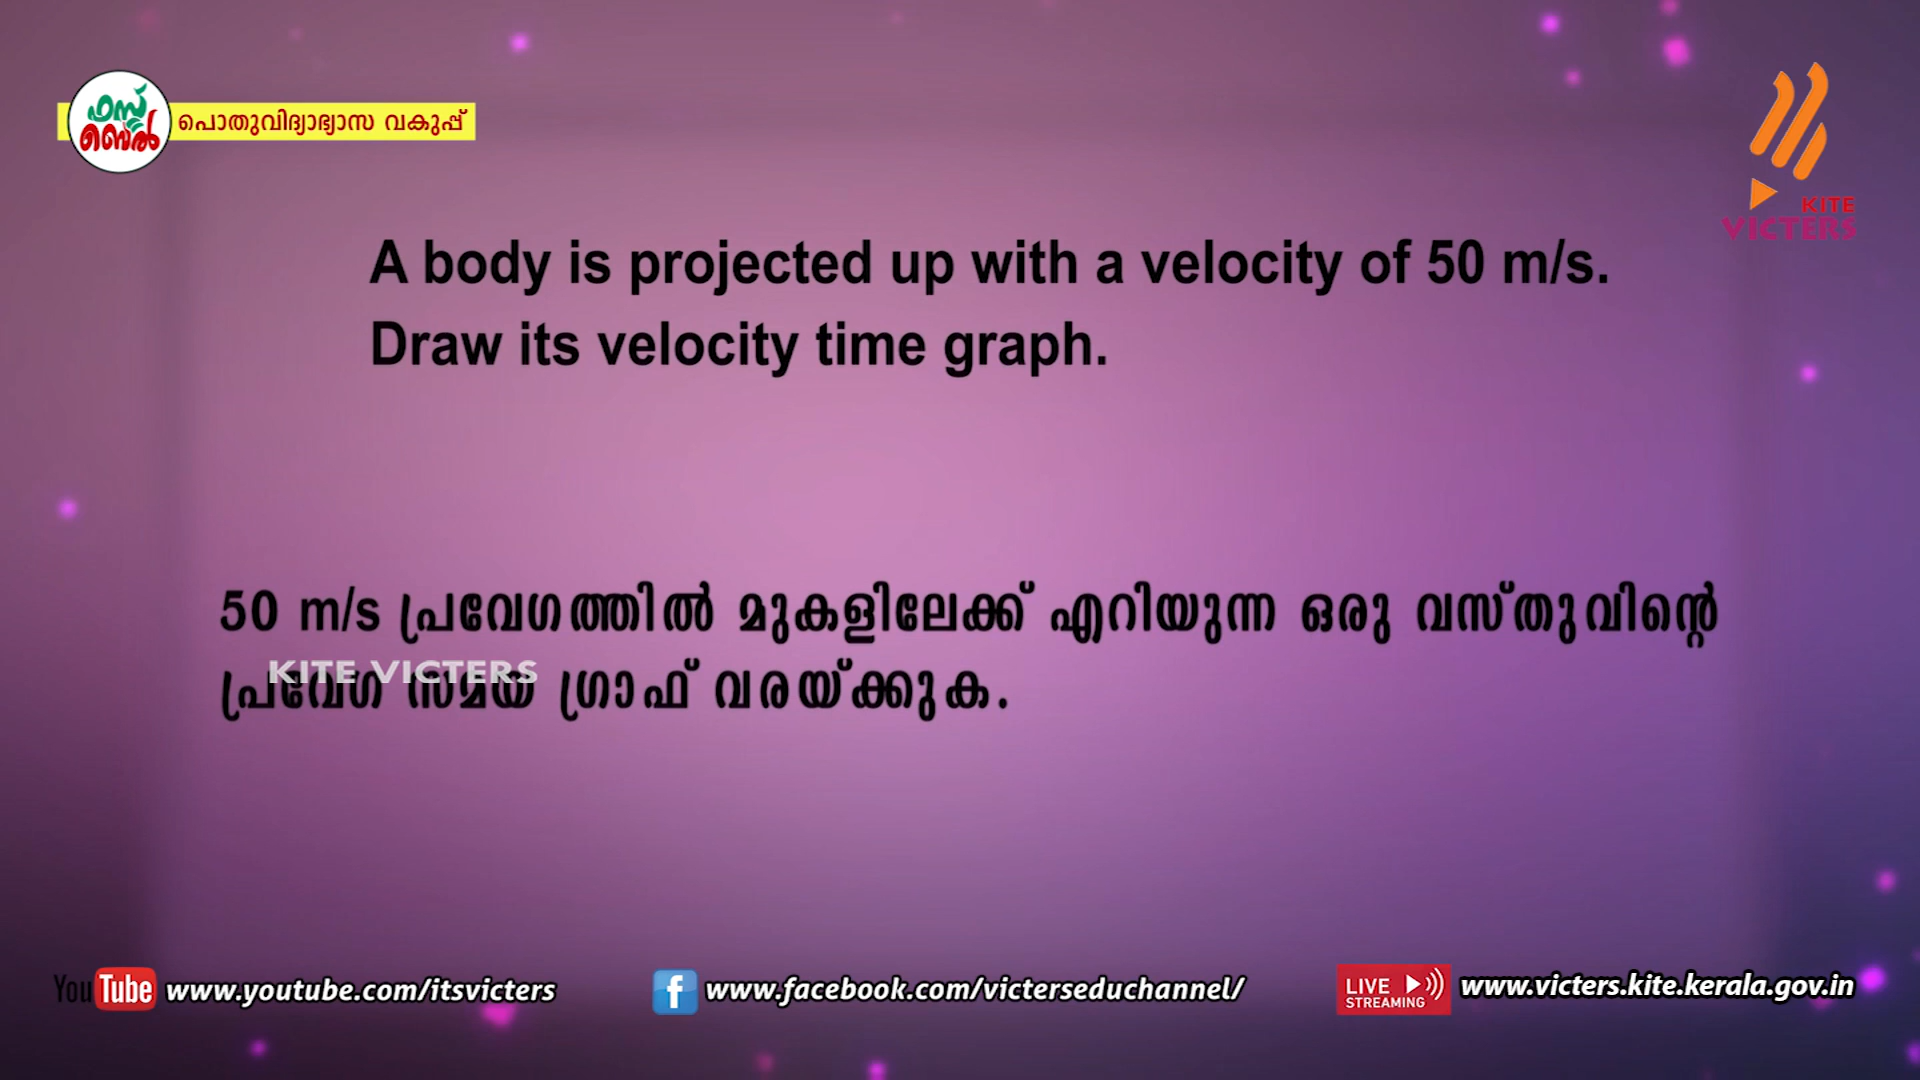 ഫസ്റ്റ്
ബെൽ
പൊതുവിദ്യാഭ്യാസ വകുപ്പ്
KITE
VICTERS
A body is projected up with a velocity of 50 m/s.
Draw its velocity time graph.
50 m/s പ്രവേഗത്തിൽ മുകളിലേക്ക് എറിയുന്ന ഒരു വസ്തുവിന്റെ
KITE VICTERS
പ്രവേഗ സമയ ഗ്രാഫ് വരയ്ക്കുക.
YouTube www.youtube.com/itsvicters
f www.facebook.com/victerseduchannel/
LIVE STREAMING www.victers.kite.kerala.gov.in